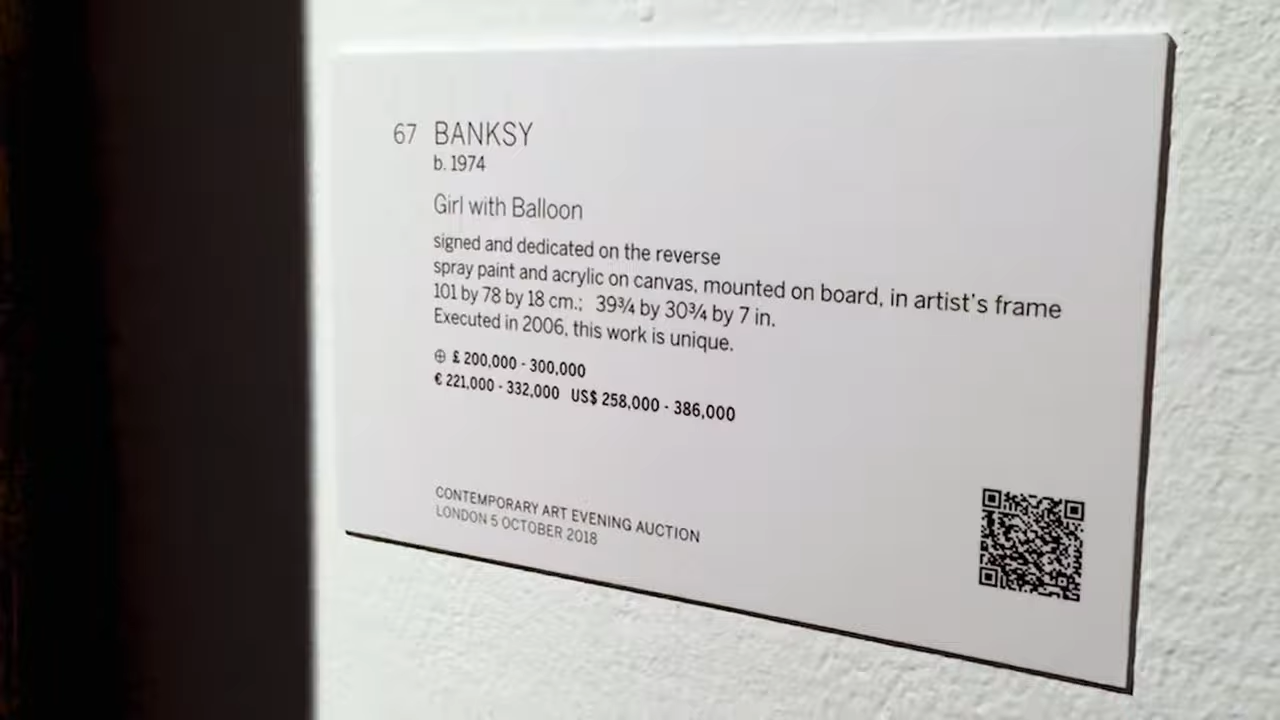 67 BANKSY
b. 1974
Girl with Balloon
signed and dedicated on the reverse
spray paint and acrylic on canvas, mounted on board, in artist's frame
101 by 78 by 18 cm.; 39¾ by 30¾ by 7 in.
Executed in 2006, this work is unique.
⊕ £ 200,000 - 300,000
€ 221,000 - 332,000 US$ 258,000 - 386,000
CONTEMPORARY ART EVENING AUCTION
LONDON 5 OCTOBER 2018